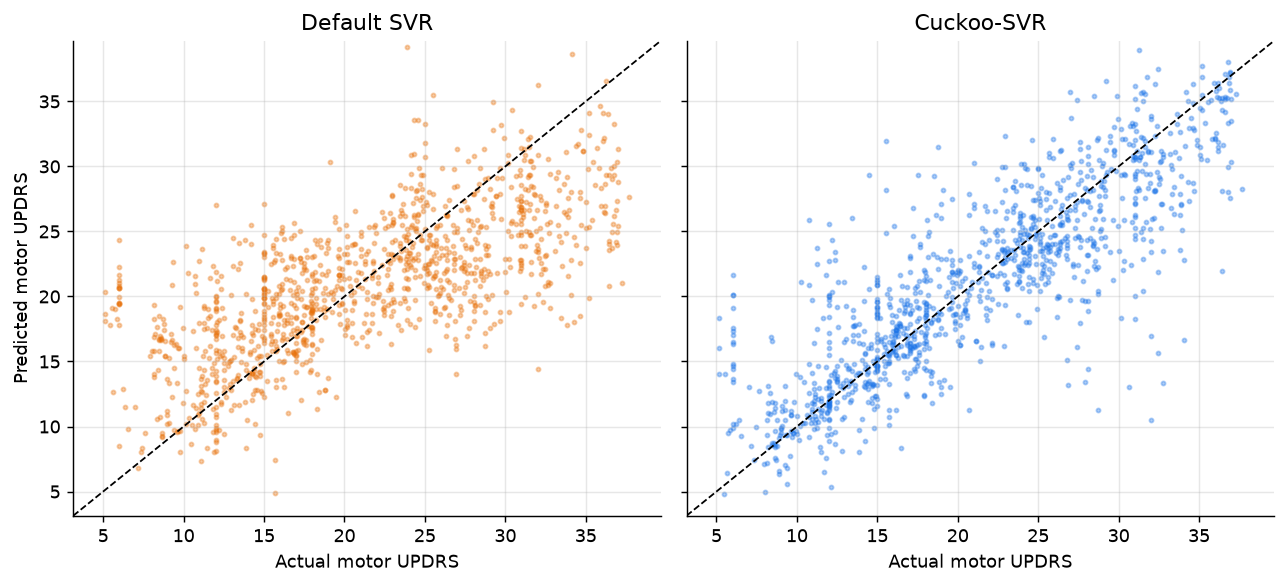 Default SVR
Cuckoo-SVR
Predicted motor UPDRS
35
30
25
20
15
10
5
5 10 15 20 25 30 35
5 10 15 20 25 30 35
Actual motor UPDRS
Actual motor UPDRS